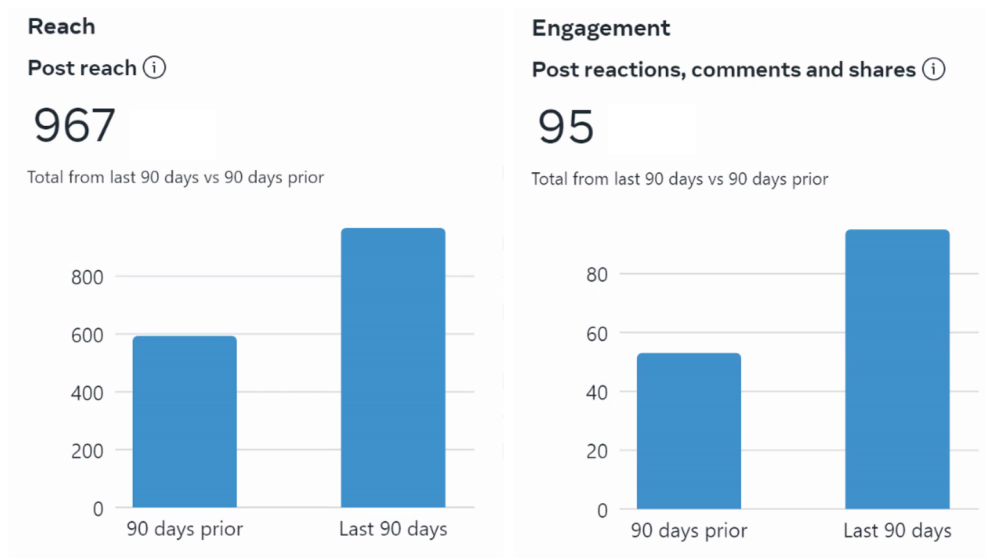 Reach
Post reach
967
Total from last 90 days vs 90 days prior
800
600
400
200
0
90 days prior Last 90 days
Engagement
Post reactions, comments and shares
95
Total from last 90 days vs 90 days prior
80
60
40
20
0
90 days prior Last 90 days